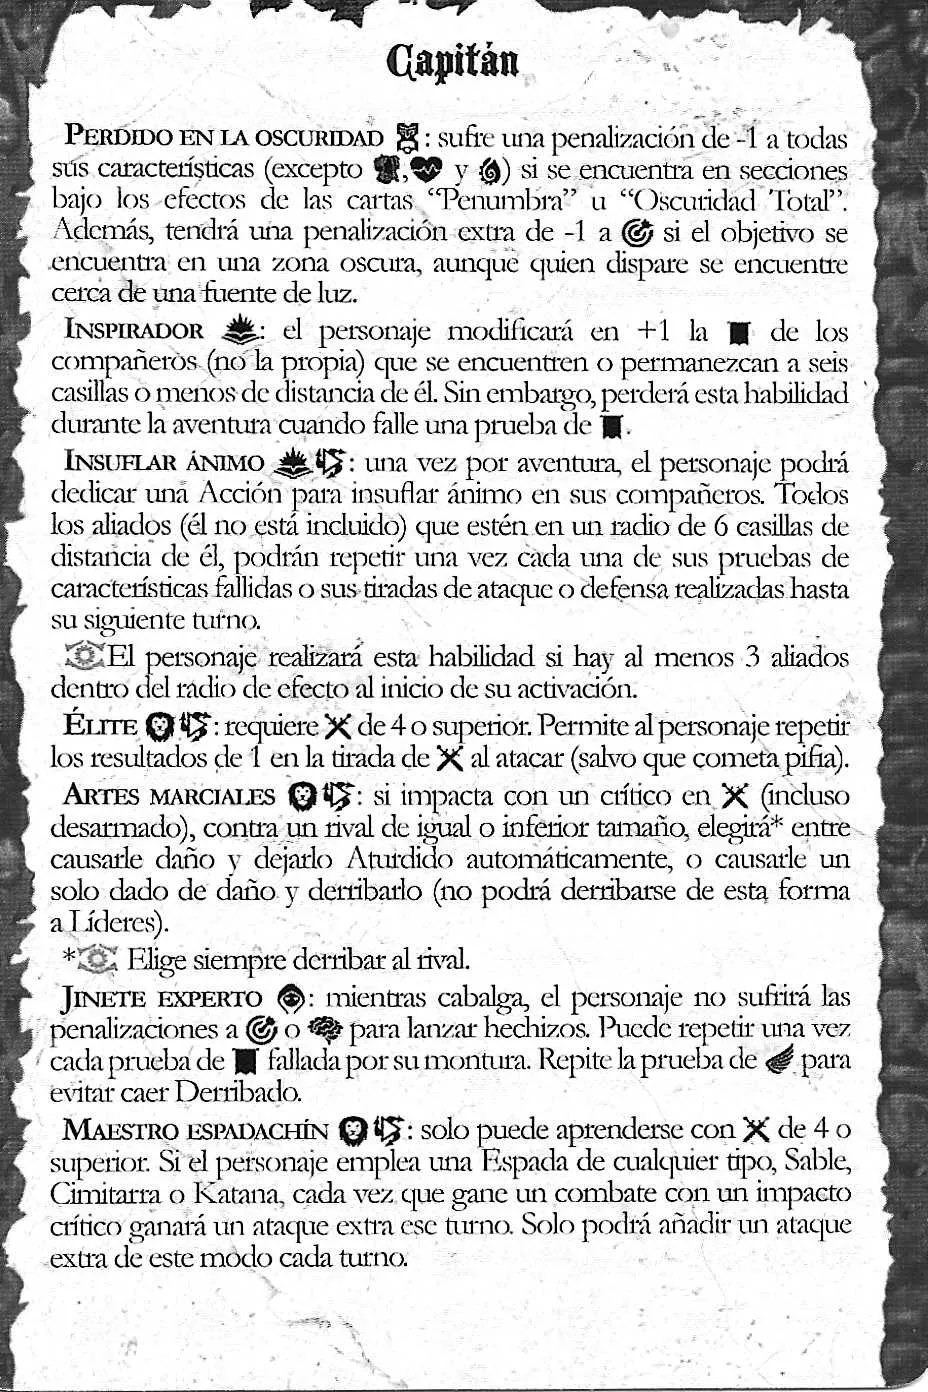 Capitán
PERDIDO EN LA OSCURIDAD : sufre una penalización de -1 a todas
sus características (excepto , y ) si se encuentra en secciones
bajo los efectos de las cartas “Penumbra” u “Oscuridad Total”.
Además, tendrá una penalización extra de -1 a si el objetivo se
encuentra en una zona oscura, aunque quien dispare se encuentre
cerca de una fuente de luz.
INSPIRADOR : el personaje modificará en +1 la de los
compañeros (no la propia) que se encuentren o permanezcan a seis
casillas o menos de distancia de él. Sin embargo, perderá esta habilidad
durante la aventura cuando falle una prueba de .
INSUFLAR ÁNIMO : una vez por aventura, el personaje podrá
dedicar una Acción para insuflar ánimo en sus compañeros. Todos
los aliados (él no está incluido) que estén en un radio de 6 casillas de
distancia de él, podrán repetir una vez cada una de sus pruebas de
características fallidas o sus tiradas de ataque o defensa realizadas hasta
su siguiente turno.
El personaje realizará esta habilidad si hay al menos 3 aliados
dentro del radio de efecto al inicio de su activación.
ÉLITE : requiere de 4 o superior. Permite al personaje repetir
los resultados de 1 en la tirada de al atacar (salvo que cometa pifia).
ARTES MARCIALES : si impacta con un crítico en (incluso
desarmado), contra un rival de igual o inferior tamaño, elegirá* entre
causarle daño y dejarlo Aturdido automáticamente, o causarle un
solo dado de daño y derribarlo (no podrá derribarse de esta forma
a Líderes).
* Elige siempre derribar al rival.
JINETE EXPERTO : mientras cabalga, el personaje no sufrirá las
penalizaciones a o para lanzar hechizos. Puede repetir una vez
cada prueba de fallada por su montura. Repite la prueba de para
evitar caer Derribado.
MAESTRO ESPADACHÍN : solo puede aprenderse con de 4 o
superior. Si el personaje emplea una Espada de cualquier tipo, Sable,
Cimitarra o Katana, cada vez que gane un combate con un impacto
crítico ganará un ataque extra ese turno. Solo podrá añadir un ataque
extra de este modo cada turno.